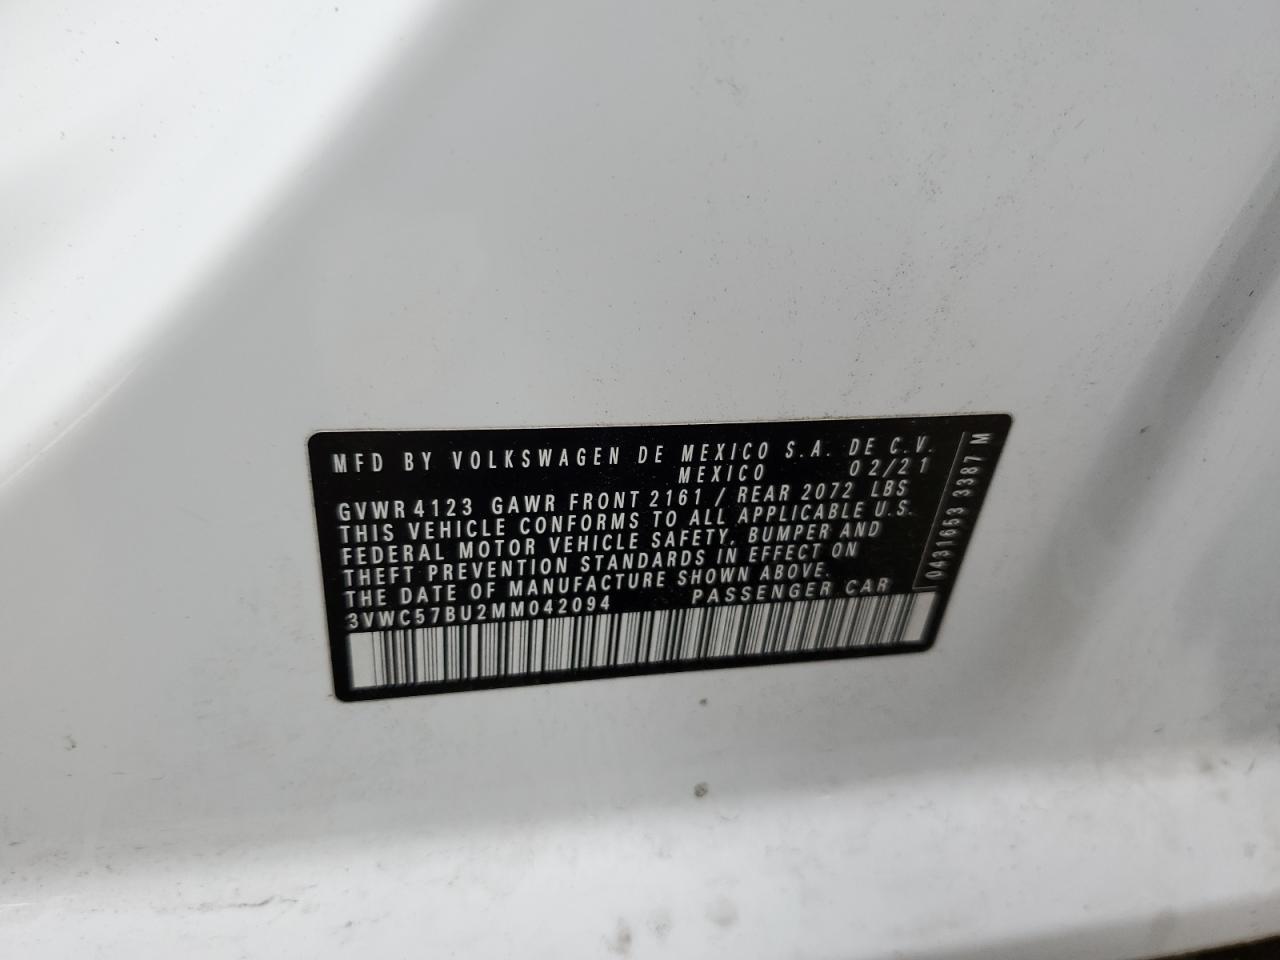 MFD BY VOLKSWAGEN DE MEXICO S.A. DE C.V.
MEXICO 02/21
GVWR 4123 GAWR FRONT 2161 / REAR 2072 LBS
THIS VEHICLE CONFORMS TO ALL APPLICABLE U.S.
FEDERAL MOTOR VEHICLE SAFETY, BUMPER AND
THEFT PREVENTION STANDARDS IN EFFECT ON
THE DATE OF MANUFACTURE SHOWN ABOVE.
3VWC57BU2MM042094 PASSENGER CAR
0431653 3387 M